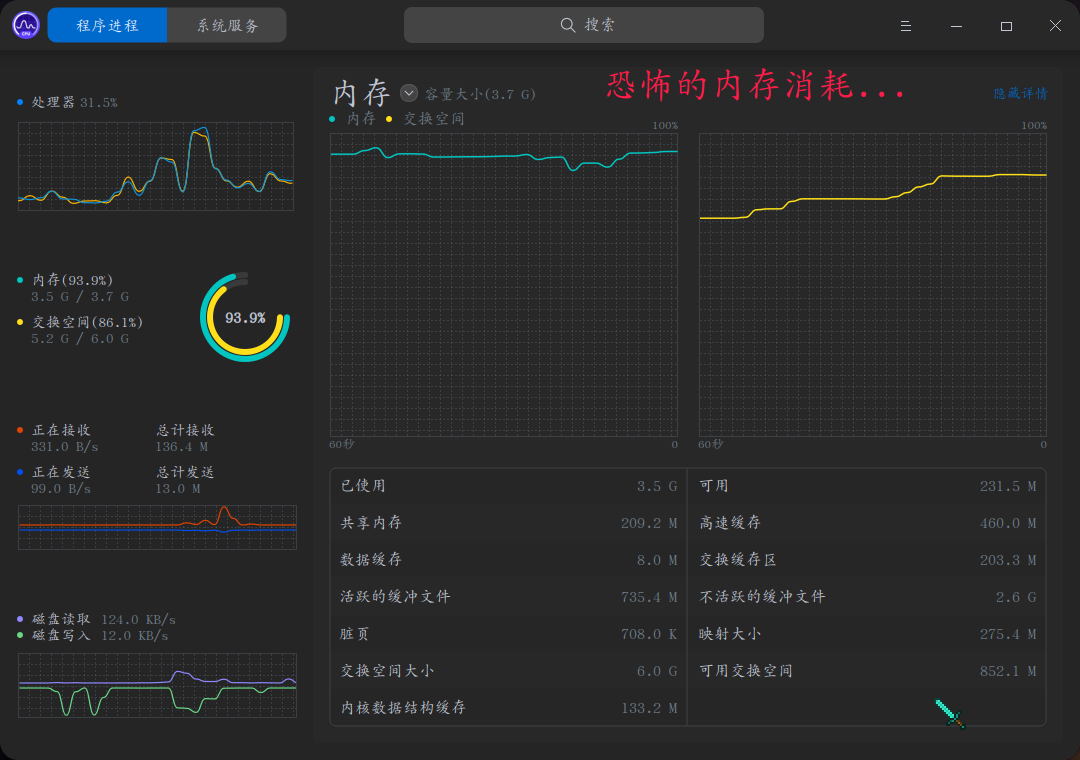 程序进程 系统服务 搜索
CPU
处理器 31.5%
内存(93.9%)
3.5 G / 3.7 G
交换空间(86.1%)
5.2 G / 6.0 G
93.9%
正在接收 总计接收
331.0 B/s 136.4 M
正在发送 总计发送
99.0 B/s 13.0 M
磁盘读取 124.0 KB/s
磁盘写入 12.0 KB/s
内存 容量大小(3.7 G)
恐怖的内存消耗...
隐藏详情
内存 交换空间
100% 100%
60秒 0 60秒 0
已使用 3.5 G 可用 231.5 M
共享内存 209.2 M 高速缓存 460.0 M
数据缓存 8.0 M 交换缓存区 203.3 M
活跃的缓冲文件 735.4 M 不活跃的缓冲文件 2.6 G
脏页 708.0 K 映射大小 275.4 M
交换空间大小 6.0 G 可用交换空间 852.1 M
内核数据结构缓存 133.2 M